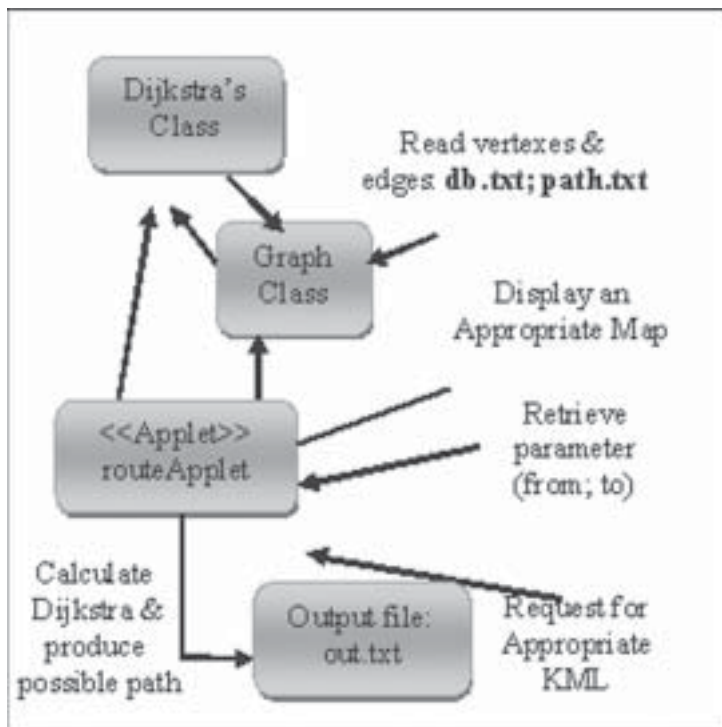 Dijkstra's
Class
Read vertexes &
edges: db.txt; path.txt
Graph
Class
Display an
Appropriate Map
<<Applet>>
routeApplet
Retrieve
parameter
(from; to)
Calculate
Dijkstra &
produce
possible path
Output file:
out.txt
Request for
Appropriate
KML